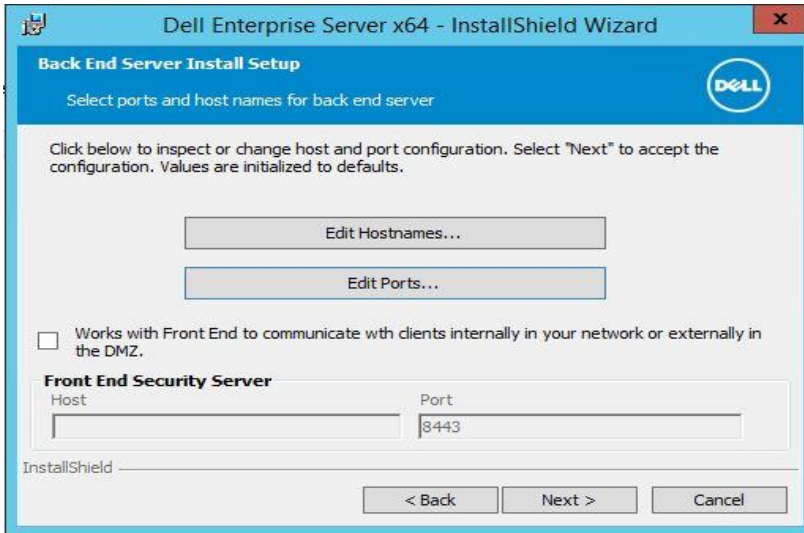 Dell Enterprise Server x64 - InstallShield Wizard
x
Back End Server Install Setup
Select ports and host names for back end server
DELL
Click below to inspect or change host and port configuration. Select "Next" to accept the
configuration. Values are initialized to defaults.
Edit Hostnames...
Edit Ports...
Works with Front End to communicate wth clients internally in your network or externally in
the DMZ.
Front End Security Server
Host Port
8443
InstallShield
< Back Next > Cancel